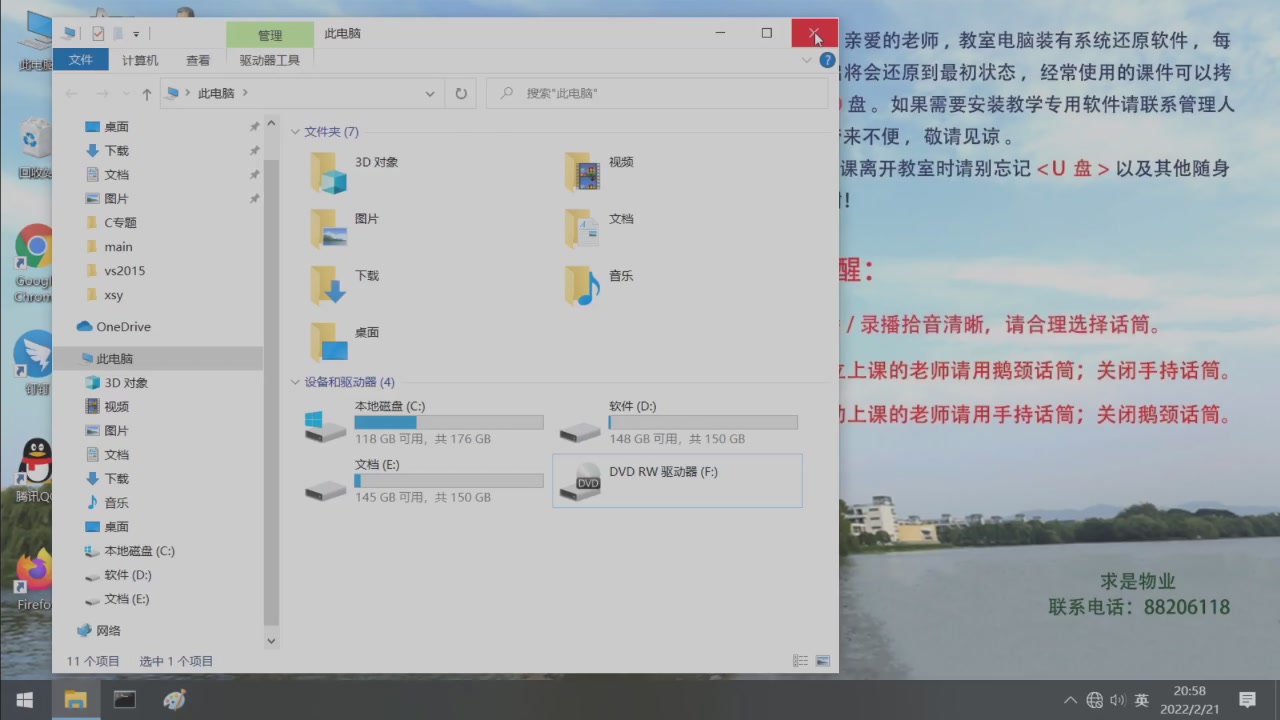 管理
此电脑
文件
计算机
查看
驱动器工具
此电脑
搜索"此电脑"
桌面
下载
文档
图片
C专题
main
vs2015
xsy
OneDrive
此电脑
3D 对象
视频
图片
文档
下载
音乐
桌面
本地磁盘 (C:)
软件 (D:)
文档 (E:)
网络
文件夹 (7)
3D 对象
视频
图片
文档
下载
音乐
桌面
设备和驱动器 (4)
本地磁盘 (C:)
118 GB 可用，共 176 GB
软件 (D:)
148 GB 可用，共 150 GB
文档 (E:)
145 GB 可用，共 150 GB
DVD
DVD RW 驱动器 (F:)
11 个项目
选中 1 个项目
此电脑
回收
Google
Chrom
钉钉
腾讯QQ
Firefo
亲爱的老师，教室电脑装有系统还原软件，每
将会还原到最初状态，经常使用的课件可以拷
盘。如果需要安装教学专用软件请联系管理人
来不便，敬请见谅。
课离开教室时请别忘记<U 盘>以及其他随身
!
醒：
/录播拾音清晰，请合理选择话筒。
上课的老师请用鹅颈话筒；关闭手持话筒。
上课的老师请用手持话筒；关闭鹅颈话筒。
求是物业
联系电话：88206118
英
20:58
2022/2/21